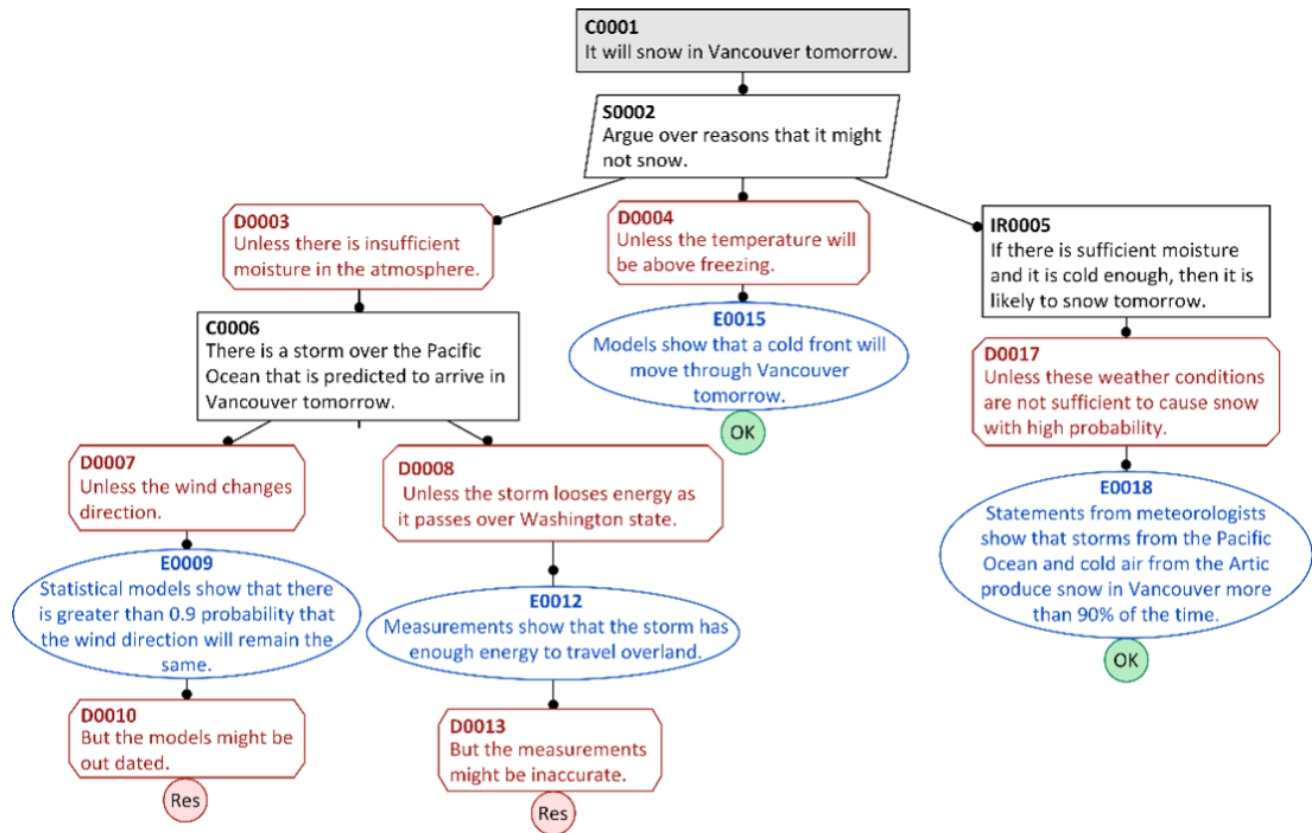 C0001
It will snow in Vancouver tomorrow.
S0002
Argue over reasons that it might
not snow.
D0003
Unless there is insufficient
moisture in the atmosphere.
D0004
Unless the temperature will
be above freezing.
IR0005
If there is sufficient moisture
and it is cold enough, then it is
likely to snow tomorrow.
C0006
There is a storm over the Pacific
Ocean that is predicted to arrive in
Vancouver tomorrow.
E0015
Models show that a cold front will
move through Vancouver
tomorrow.
OK
D0017
Unless these weather conditions
are not sufficient to cause snow
with high probability.
D0007
Unless the wind changes
direction.
D0008
Unless the storm looses energy as
it passes over Washington state.
E0018
Statements from meteorologists
show that storms from the Pacific
Ocean and cold air from the Artic
produce snow in Vancouver more
than 90% of the time.
OK
E0009
Statistical models show that there
is greater than 0.9 probability that
the wind direction will remain the
same.
E0012
Measurements show that the storm has
enough energy to travel overland.
D0010
But the models might be
out dated.
Res
D0013
But the measurements
might be inaccurate.
Res